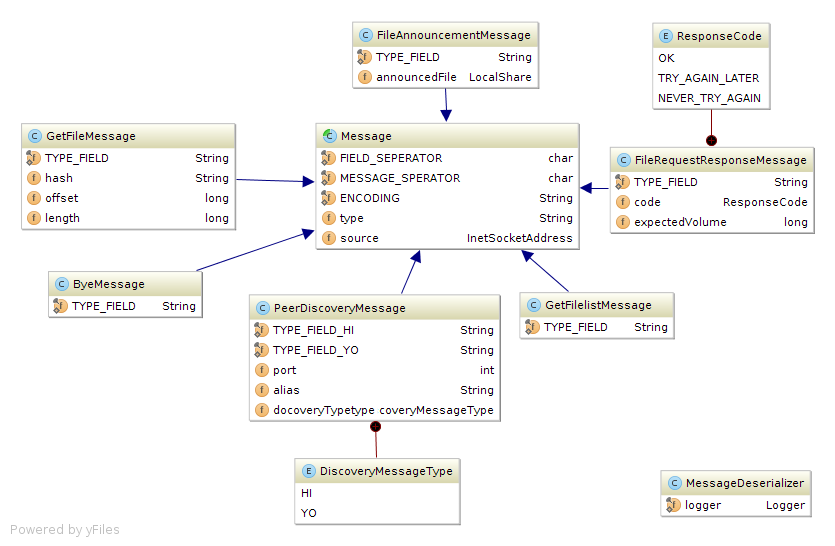 C FileAnnouncementMessage
f TYPE_FIELD String
f announcedFile LocalShare
E ResponseCode
OK
TRY_AGAIN_LATER
NEVER_TRY_AGAIN
C GetFileMessage
f TYPE_FIELD String
f hash String
f offset long
f length long
C Message
f FIELD_SEPERATOR char
f MESSAGE_SPERATOR char
f ENCODING String
f type String
f source InetSocketAddress
C FileRequestResponseMessage
f TYPE_FIELD String
f code ResponseCode
f expectedVolume long
C ByeMessage
f TYPE_FIELD String
C PeerDiscoveryMessage
f TYPE_FIELD_HI String
f TYPE_FIELD_YO String
f port int
f alias String
f docoveryTypetype coveryMessageType
C GetFilelistMessage
f TYPE_FIELD String
E DiscoveryMessageType
HI
YO
C MessageDeserializer
f logger Logger
Powered by yFiles